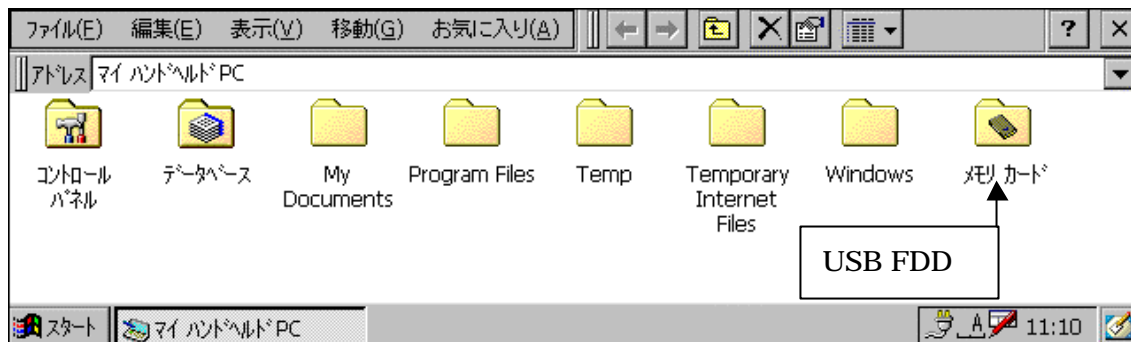 ファイル(F) 編集(E) 表示(V) 移動(G) お気に入り(A) ?
アドレス マイ ハンドヘルド PC
コントロール
パネル
データベース
My
Documents
Program Files
Temp
Temporary
Internet
Files
Windows
メモリ カード
USB FDD
スタート マイ ハンドヘルド PC A 11:10